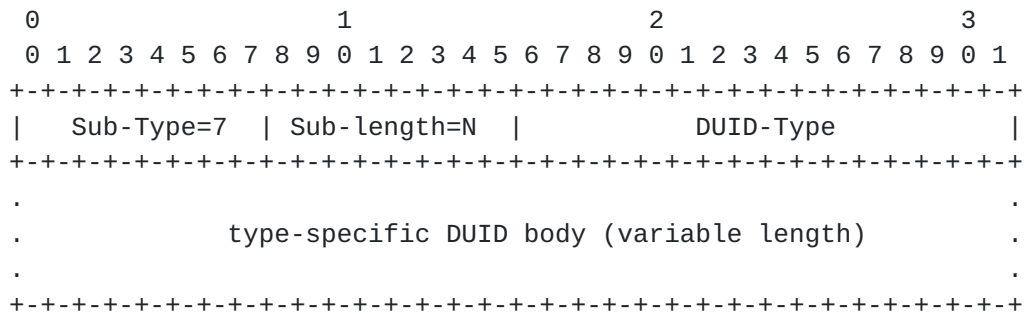 0                   1                   2                   3
 0 1 2 3 4 5 6 7 8 9 0 1 2 3 4 5 6 7 8 9 0 1 2 3 4 5 6 7 8 9 0 1
+-+-+-+-+-+-+-+-+-+-+-+-+-+-+-+-+-+-+-+-+-+-+-+-+-+-+-+-+-+-+-+-+
|   Sub-Type=7  | Sub-length=N  |           DUID-Type           |
+-+-+-+-+-+-+-+-+-+-+-+-+-+-+-+-+-+-+-+-+-+-+-+-+-+-+-+-+-+-+-+-+
.                                                               .
.             type-specific DUID body (variable length)         .
.                                                               .
+-+-+-+-+-+-+-+-+-+-+-+-+-+-+-+-+-+-+-+-+-+-+-+-+-+-+-+-+-+-+-+-+